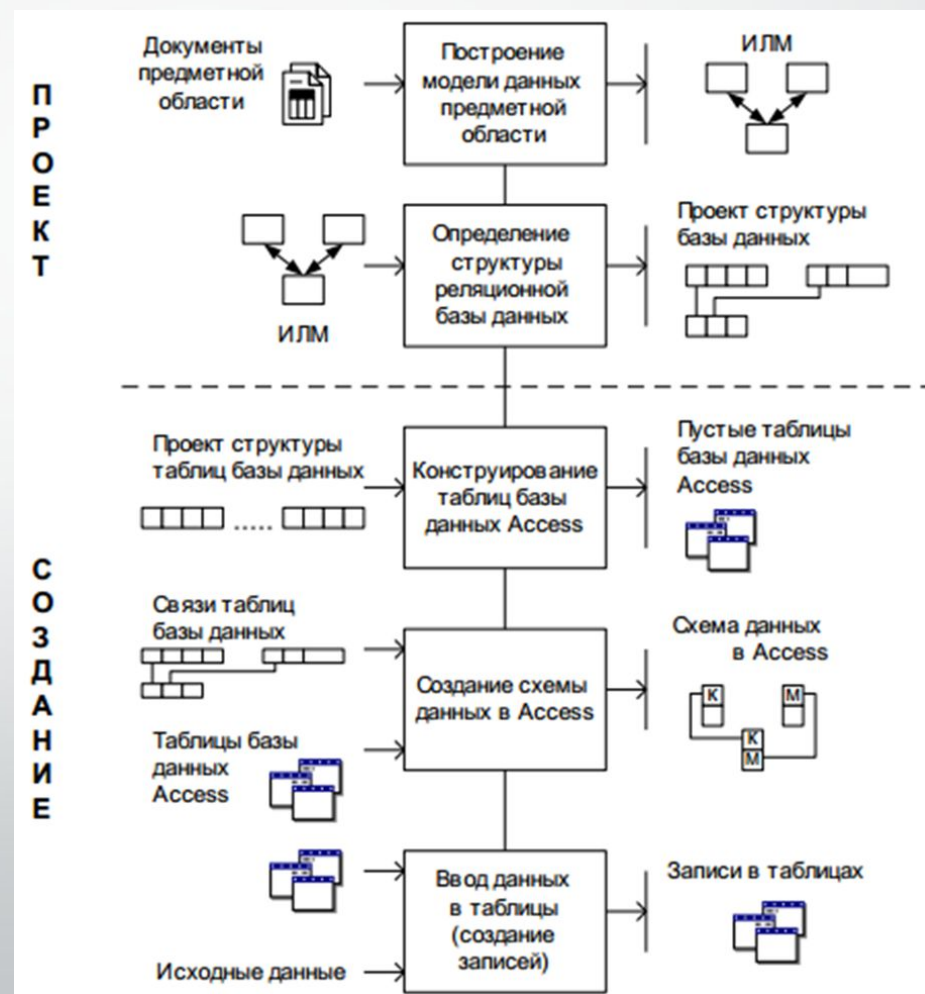 П
Р
О
Е
К
Т
Документы
предметной
области
Построение
модели данных
предметной
области
ИЛМ
ИЛМ
Определение
структуры
реляционной
базы данных
Проект структуры
базы данных
С
О
З
Д
А
Н
И
Е
Проект структуры
таблиц базы данных
.....
Конструирование
таблиц базы
данных Access
Пустые таблицы
базы данных
Access
Связи таблиц
базы данных
Таблицы базы
данных
Access
Создание схемы
данных в Access
Схема данных
в Access
К
М
К
М
Исходные данные
Ввод данных
в таблицы
(создание
записей)
Записи в таблицах